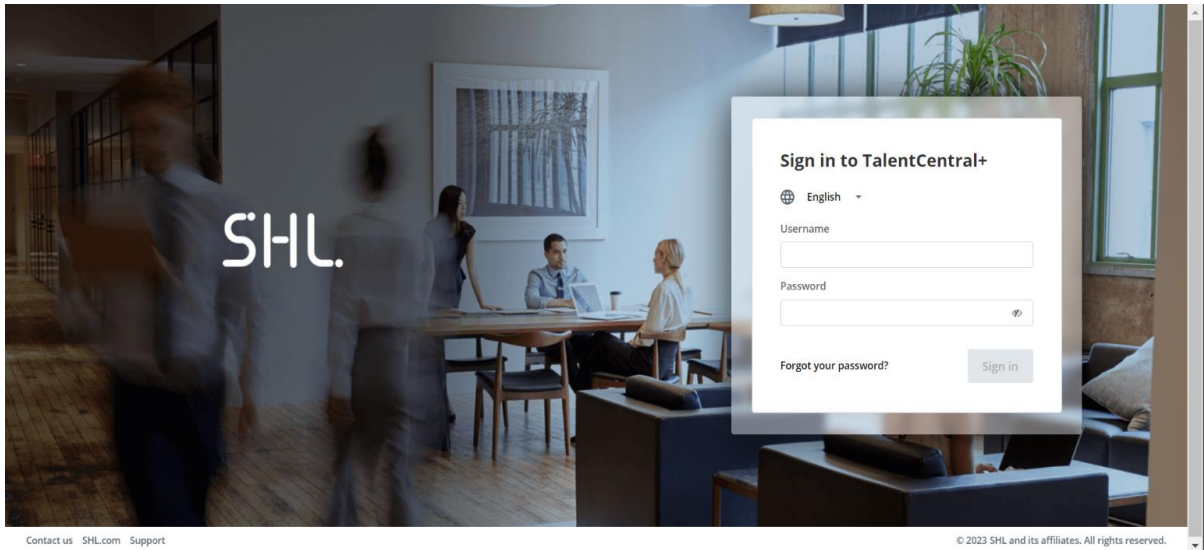 SHL.
Sign in to TalentCentral+
English
Username
Password
Forgot your password? Sign in
Contact us SHL.com Support © 2023 SHL and its affiliates. All rights reserved.